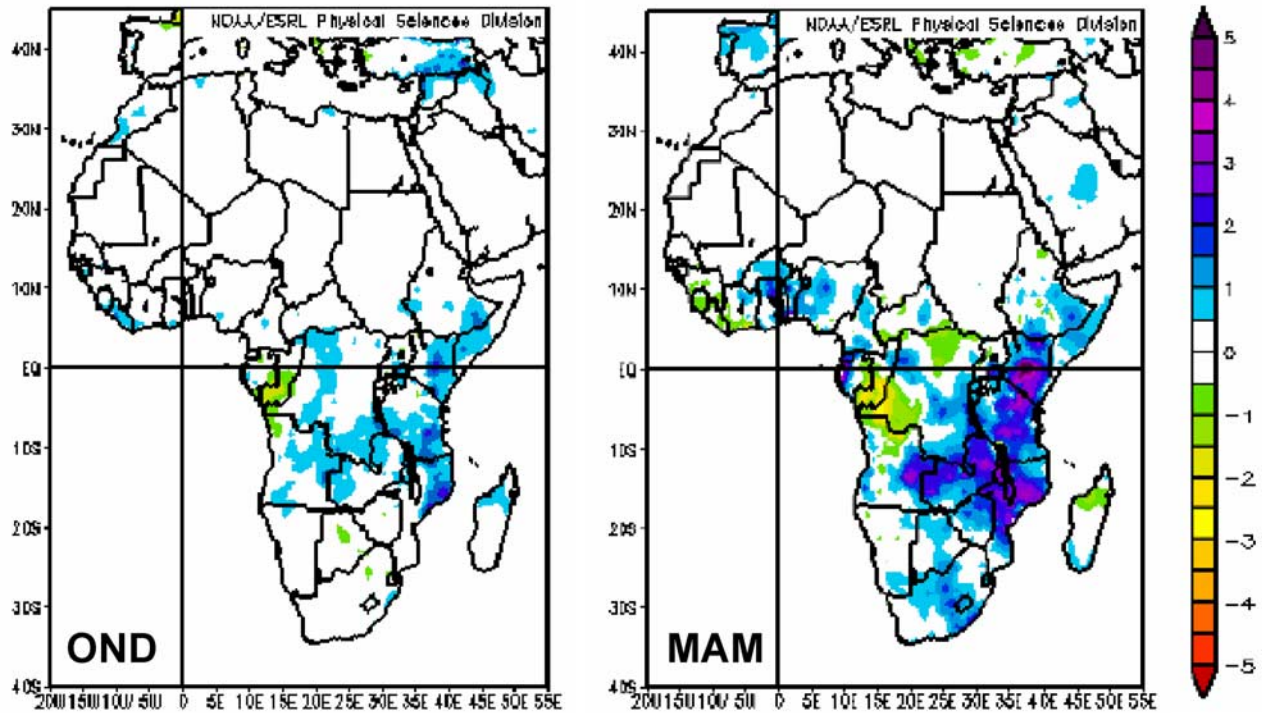 NOAA/ESRL Physical Sciences Division
40N
30N
20N
10N
EQ
10S
20S
30S
40S
20W 15W 10W 5W 0 5E 10E 15E 20E 25E 30E 35E 40E 45E 50E 55E
OND
NOAA/ESRL Physical Sciences Division
40N
30N
20N
10N
EQ
10S
20S
30S
40S
20W 15W 10W 5W 0 5E 10E 15E 20E 25E 30E 35E 40E 45E 50E 55E
MAM
5
4
3
2
1
0
-1
-2
-3
-4
-5